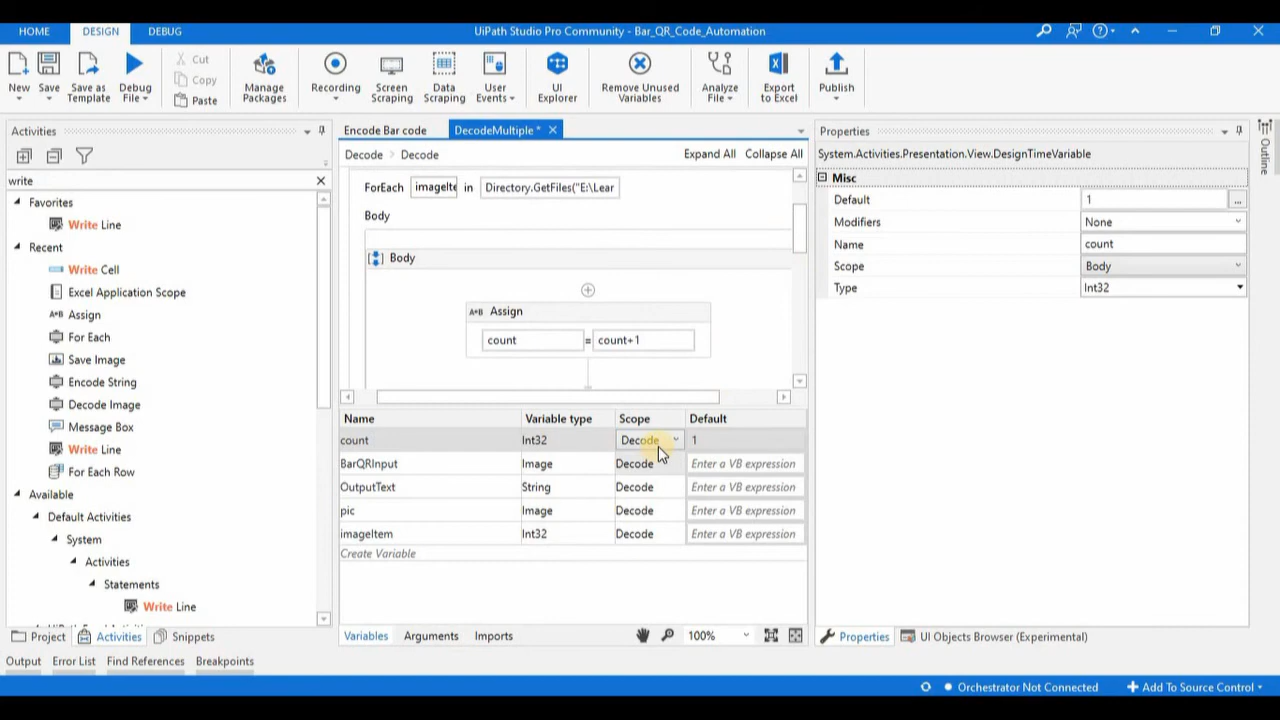 HOME DESIGN DEBUG UiPath Studio Pro Community - Bar_QR_Code_Automation
New Save Save as Template Debug File Cut Copy Paste Manage Packages Recording Screen Scraping Data Scraping User Events UI Explorer Remove Unused Variables Analyze File Export to Excel Publish
Activities
write
Favorites
Write Line
Recent
Write Cell
Excel Application Scope
Assign
For Each
Save Image
Encode String
Decode Image
Message Box
Write Line
For Each Row
Available
Default Activities
System
Activities
Statements
Write Line
Project Activities Snippets
Encode Bar code DecodeMultiple *
Decode > Decode Expand All Collapse All
ForEach imageIte in Directory.GetFiles("E:\Lear
Body
Body
A*B Assign
count = count+1
Name Variable type Scope Default
count Int32 Decode 1
BarQRInput Image Decode Enter a VB expression
OutputText String Decode Enter a VB expression
pic Image Decode Enter a VB expression
imageItem Int32 Decode Enter a VB expression
Create Variable
Variables Arguments Imports 100%
Properties
System.Activities.Presentation.View.DesignTimeVariable
Misc
Default 1 ...
Modifiers None
Name count
Scope Body
Type Int32
Outline
Properties UI Objects Browser (Experimental)
Output Error List Find References Breakpoints
Orchestrator Not Connected Add To Source Control